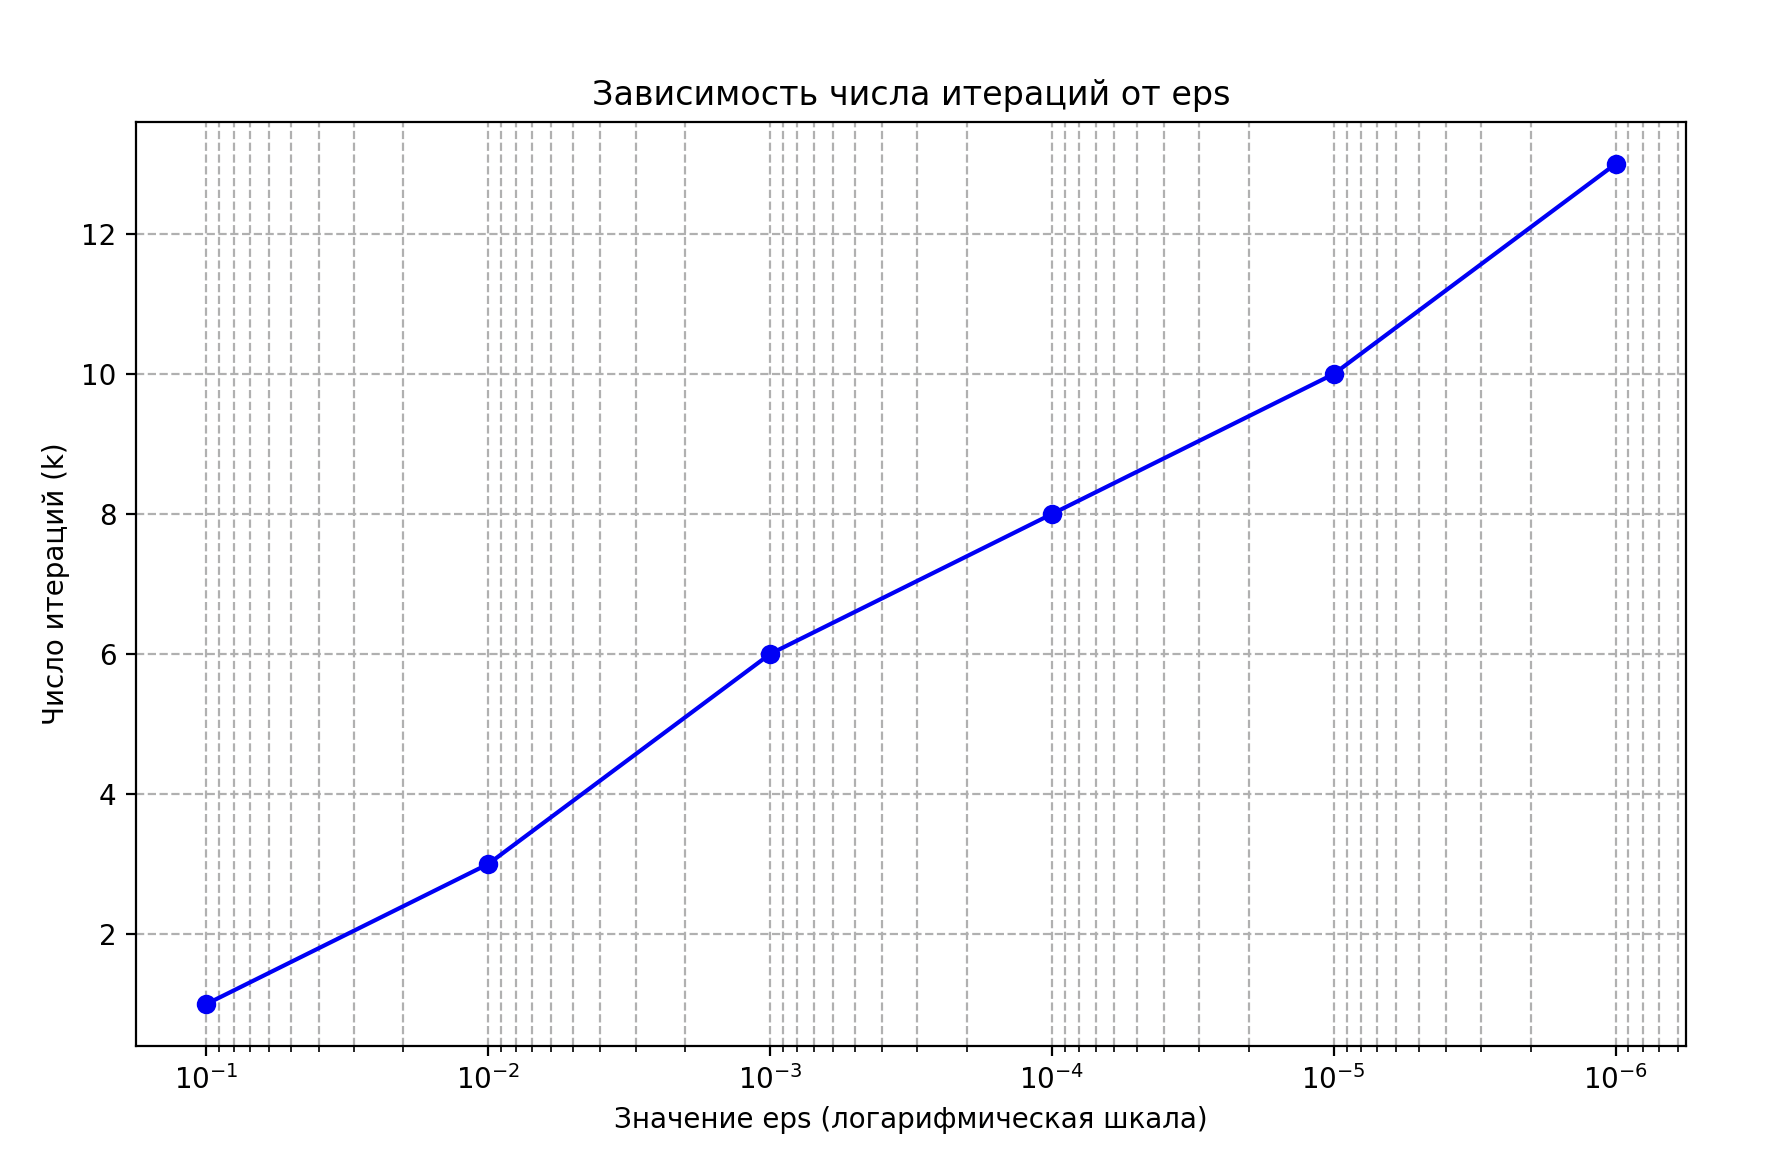 Зависимость числа итераций от eps
12
10
8
6
4
2
Число итераций (k)
10⁻¹ 10⁻² 10⁻³ 10⁻⁴ 10⁻⁵ 10⁻⁶
Значение eps (логарифмическая шкала)